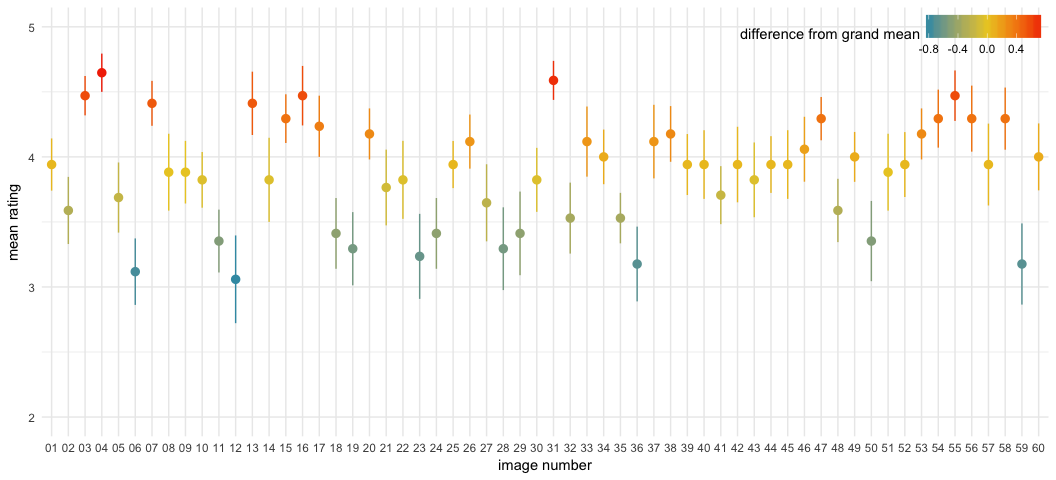 5
difference from grand mean
-0.8 -0.4 0.0 0.4
4
mean rating
3
2
01 02 03 04 05 06 07 08 09 10 11 12 13 14 15 16 17 18 19 20 21 22 23 24 25 26 27 28 29 30 31 32 33 34 35 36 37 38 39 40 41 42 43 44 45 46 47 48 49 50 51 52 53 54 55 56 57 58 59 60
image number